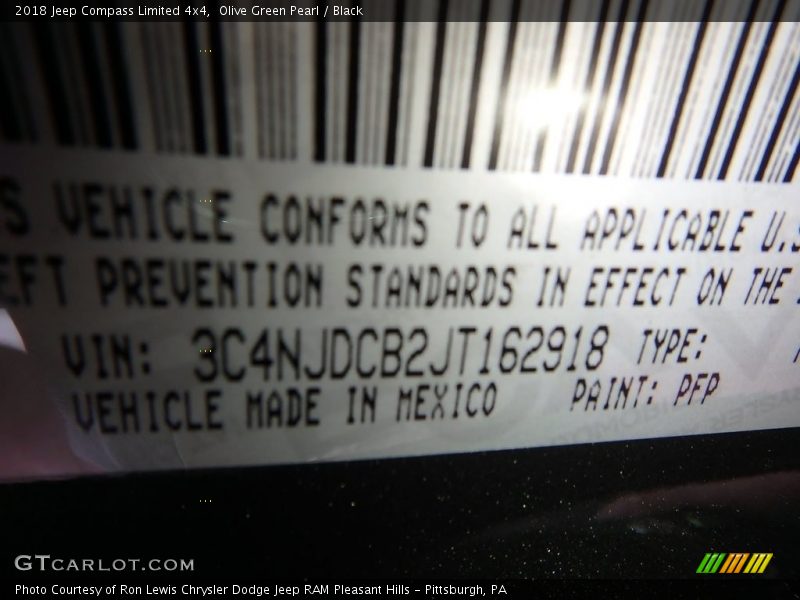 2018 Jeep Compass Limited 4x4, Olive Green Pearl / Black
S VEHICLE CONFORMS TO ALL APPLICABLE U.S
EFT PREVENTION STANDARDS IN EFFECT ON THE
VIN: 3C4NJDCB2JT162918 TYPE:
VEHICLE MADE IN MEXICO PAINT: PFP
GTCARLOT.COM
Photo Courtesy of Ron Lewis Chrysler Dodge Jeep RAM Pleasant Hills - Pittsburgh, PA